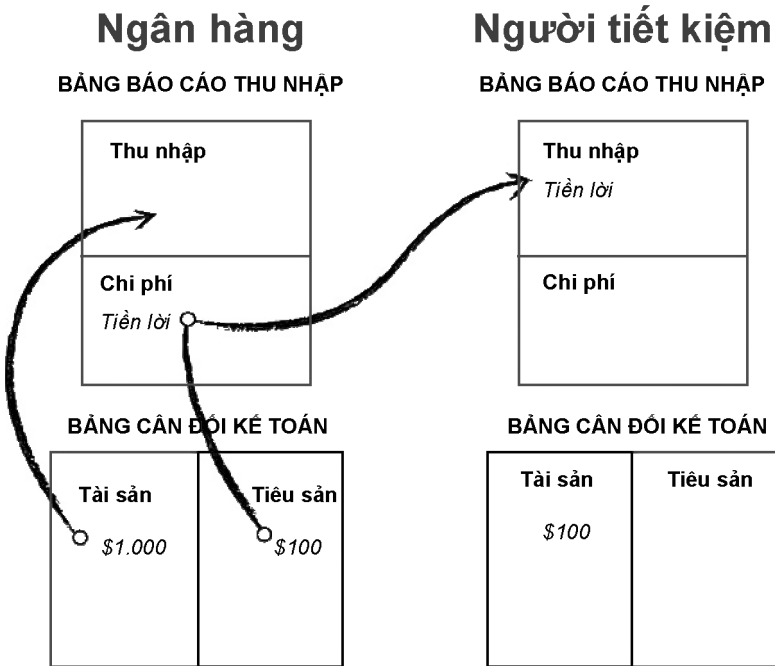 Ngân hàng
BẢNG BÁO CÁO THU NHẬP
Thu nhập
Chi phí
Tiền lời
BẢNG CÂN ĐỐI KẾ TOÁN
Tài sản
$1.000
Tiêu sản
$100
Người tiết kiệm
BẢNG BÁO CÁO THU NHẬP
Thu nhập
Tiền lời
Chi phí
BẢNG CÂN ĐỐI KẾ TOÁN
Tài sản
$100
Tiêu sản